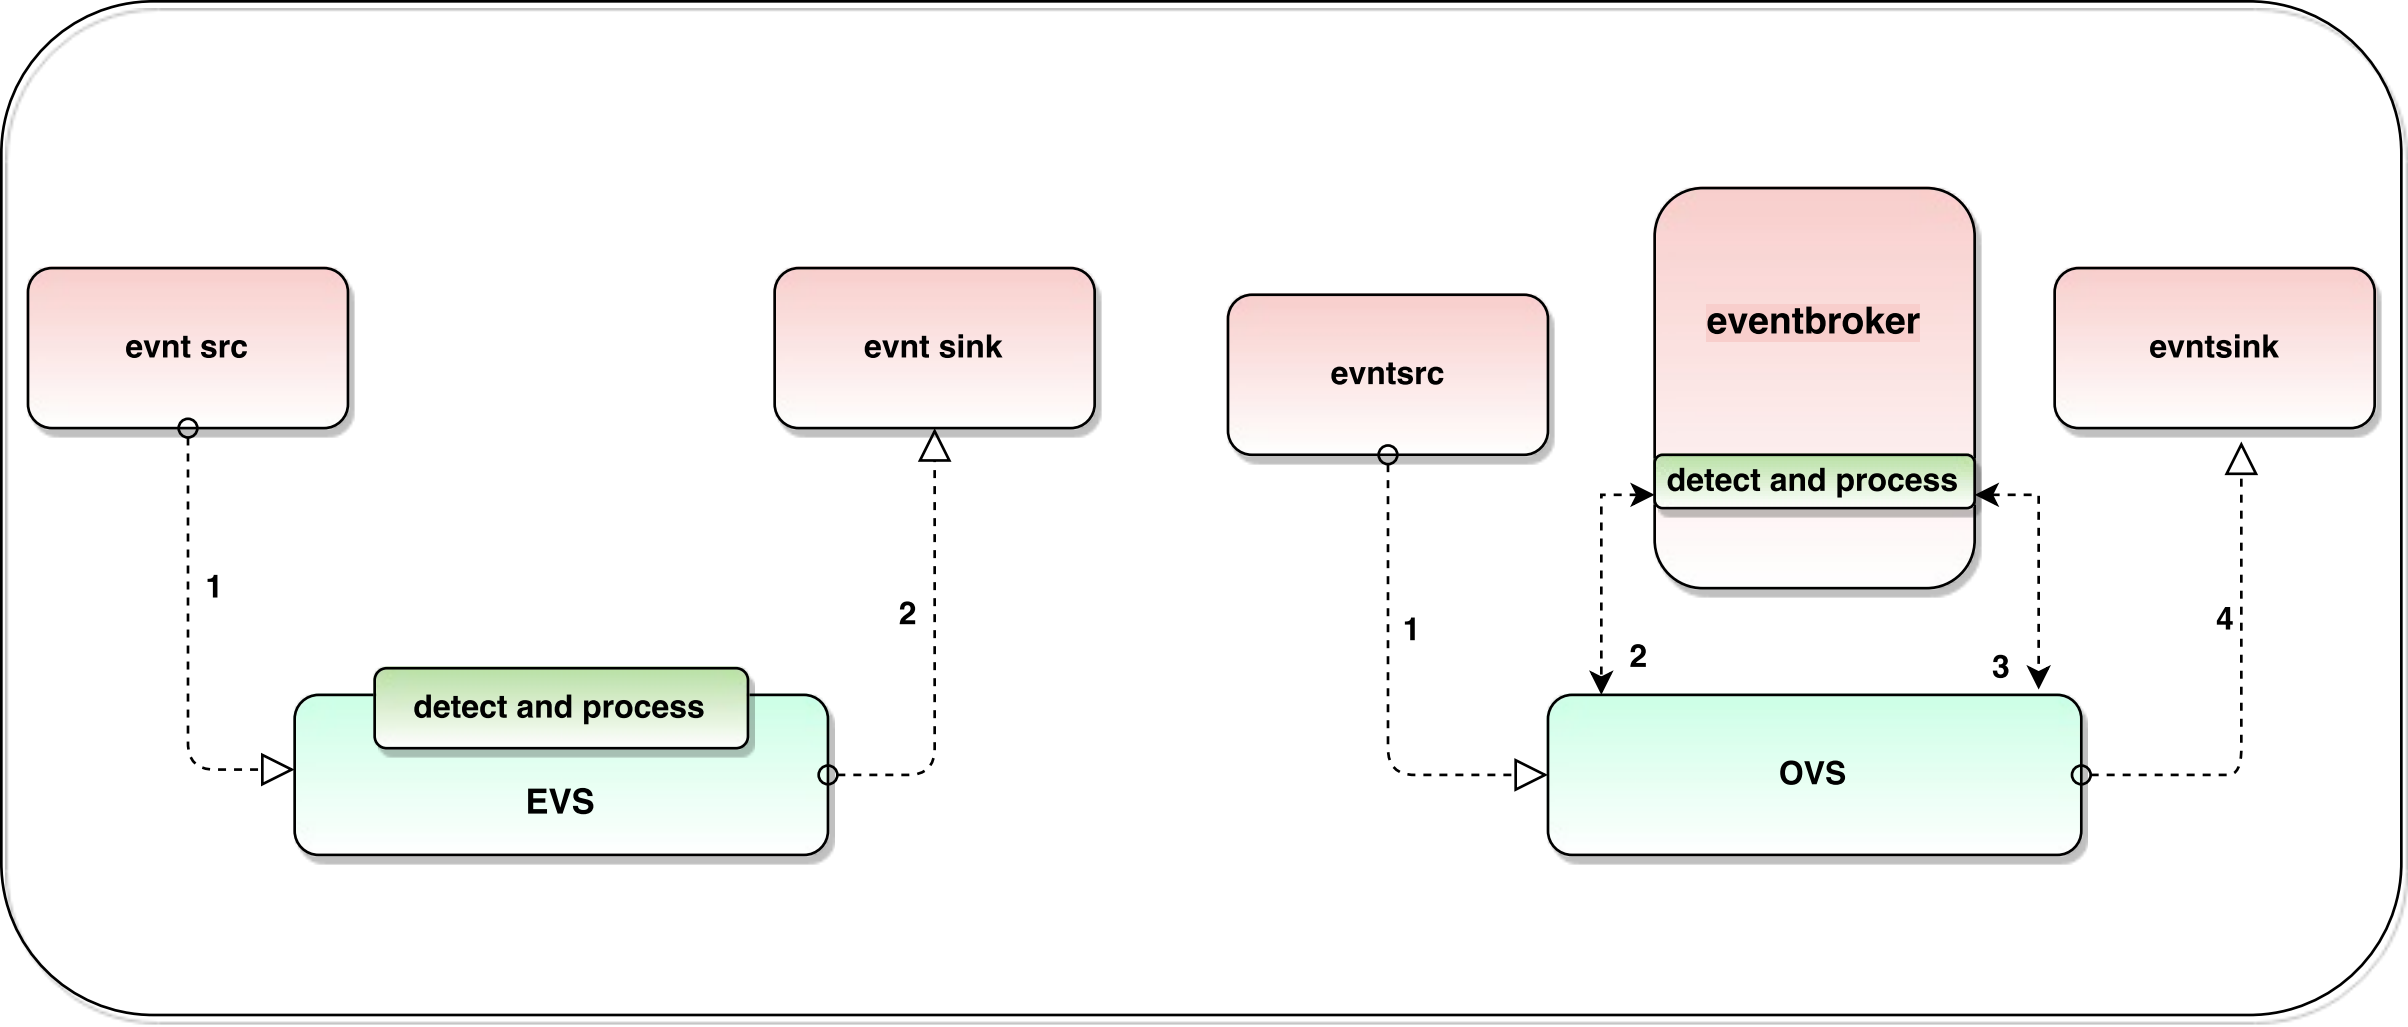 evnt src
evnt sink
1
2
detect and process
EVS
evntsrc
eventbroker
detect and process
evntsink
1
2
3
4
OVS